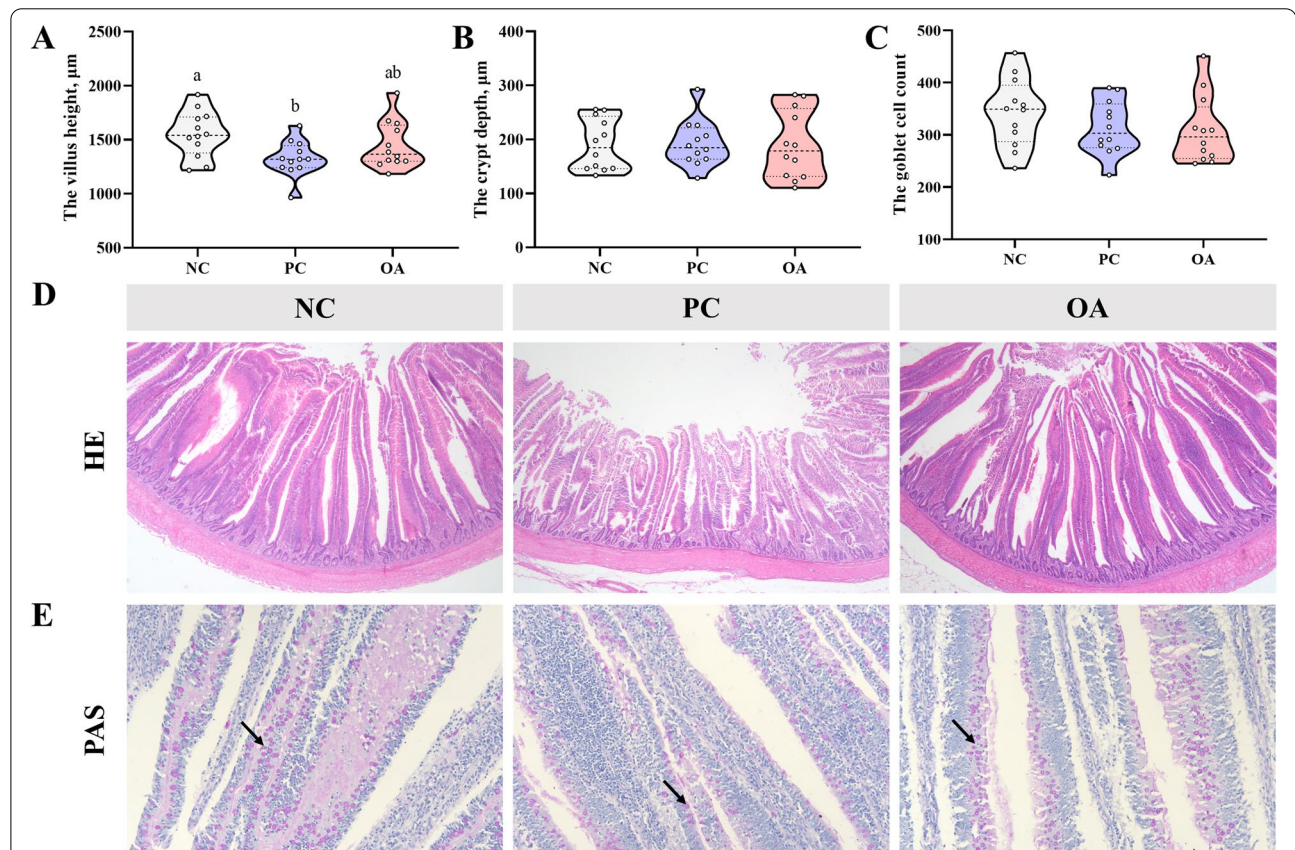 A
The villus height, μm
2500
2000
1500
1000
500
a
b
ab
NC
PC
OA
B
The crypt depth, μm
400
300
200
100
0
NC
PC
OA
C
The goblet cell count
500
400
300
200
100
NC
PC
OA
D
NC
PC
OA
HE
E
PAS